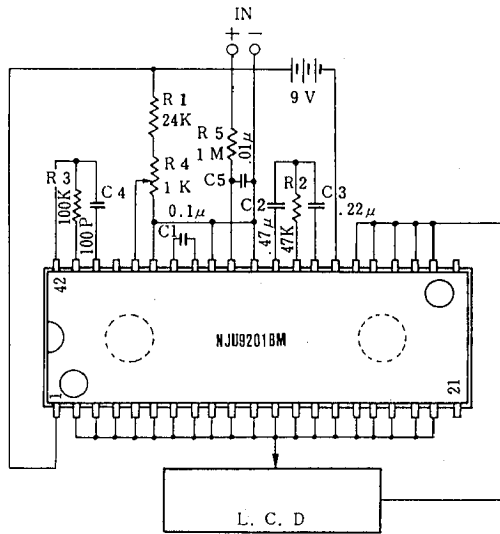 IN
+ −
9 V
R 1
24K
R 5
1 M
.01μ
R 3
100K
C 4
100P
R 4
1 K
C5
0.1μ
C1
C 2
.47μ
R 2
47K
C 3
.22μ
42
NJU9201BM
1
21
L. C. D